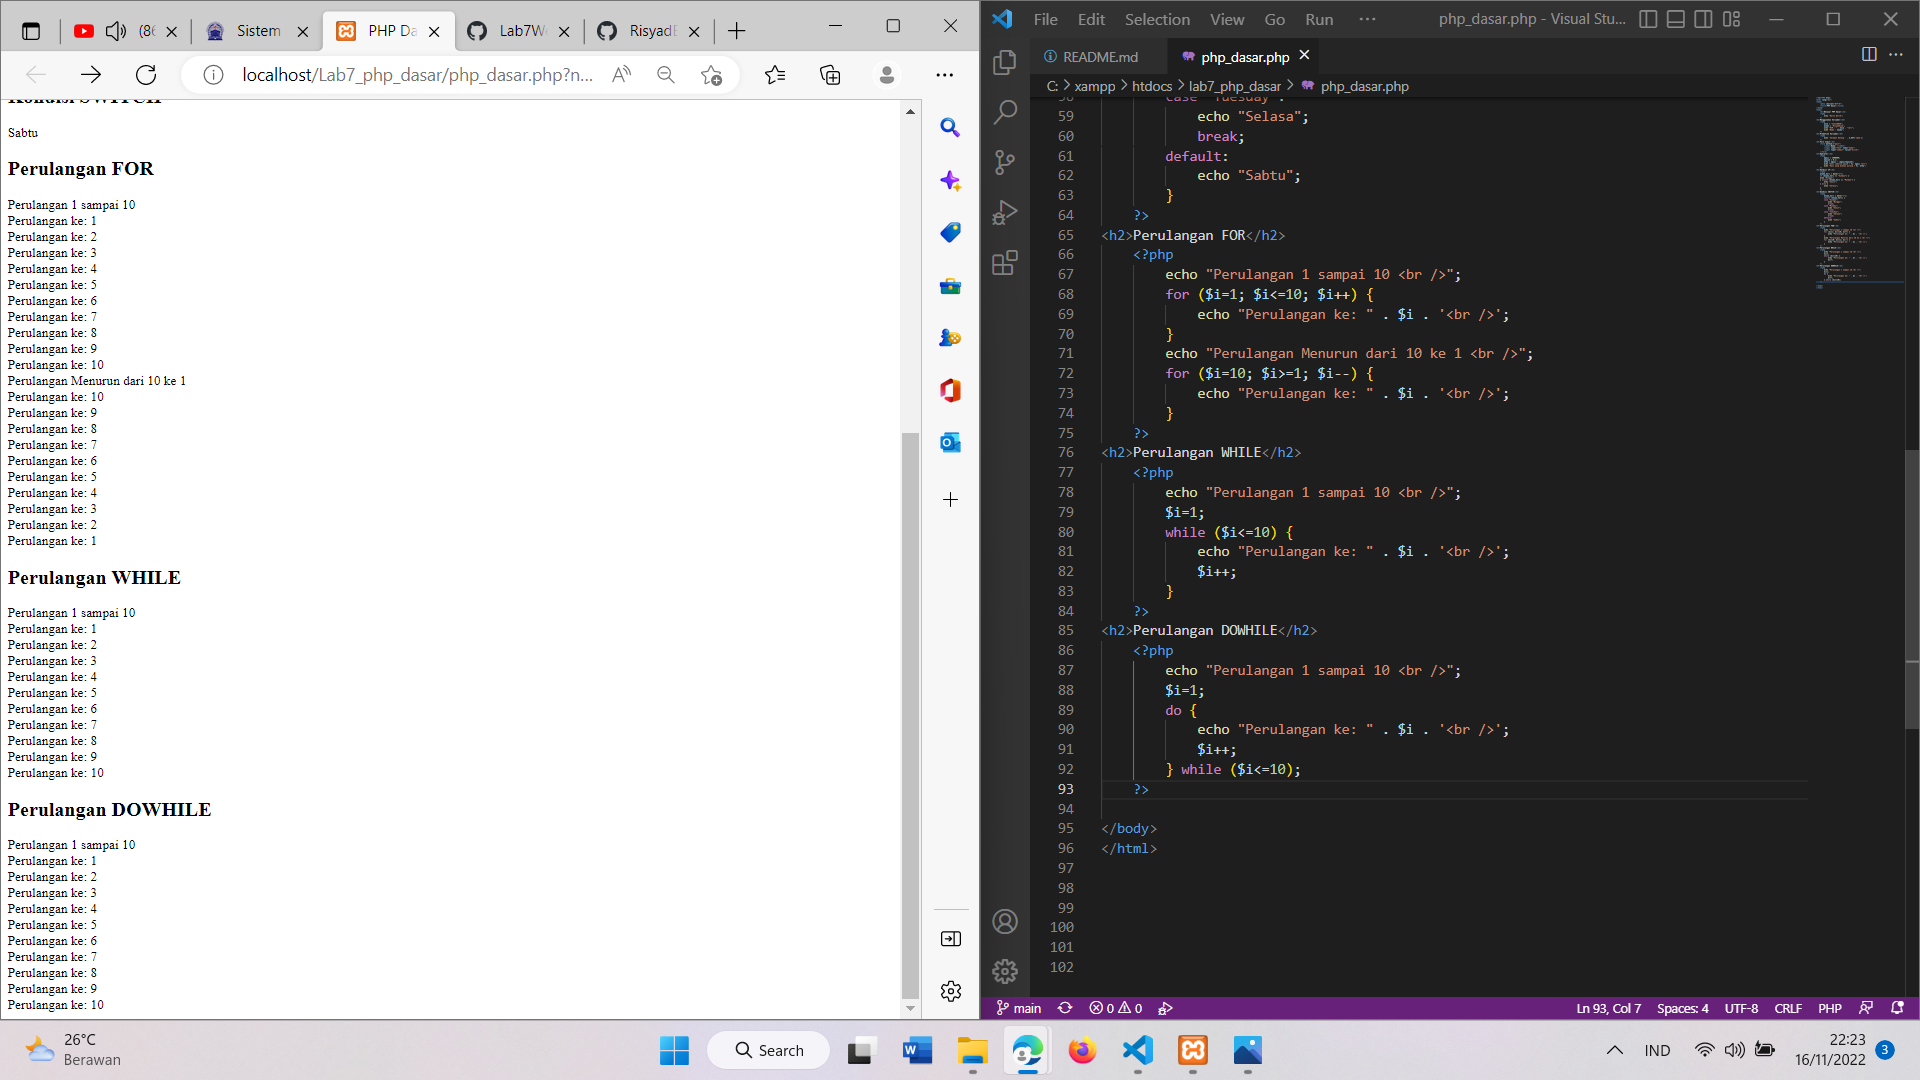 (86
Sistem
PHP Da
Lab7We
RisyadE
localhost/Lab7_php_dasar/php_dasar.php?n...
Kondisi SWITCH
Sabtu
Perulangan FOR
Perulangan 1 sampai 10
Perulangan ke: 1
Perulangan ke: 2
Perulangan ke: 3
Perulangan ke: 4
Perulangan ke: 5
Perulangan ke: 6
Perulangan ke: 7
Perulangan ke: 8
Perulangan ke: 9
Perulangan ke: 10
Perulangan Menurun dari 10 ke 1
Perulangan ke: 10
Perulangan ke: 9
Perulangan ke: 8
Perulangan ke: 7
Perulangan ke: 6
Perulangan ke: 5
Perulangan ke: 4
Perulangan ke: 3
Perulangan ke: 2
Perulangan ke: 1
Perulangan WHILE
Perulangan 1 sampai 10
Perulangan ke: 1
Perulangan ke: 2
Perulangan ke: 3
Perulangan ke: 4
Perulangan ke: 5
Perulangan ke: 6
Perulangan ke: 7
Perulangan ke: 8
Perulangan ke: 9
Perulangan ke: 10
Perulangan DOWHILE
Perulangan 1 sampai 10
Perulangan ke: 1
Perulangan ke: 2
Perulangan ke: 3
Perulangan ke: 4
Perulangan ke: 5
Perulangan ke: 6
Perulangan ke: 7
Perulangan ke: 8
Perulangan ke: 9
Perulangan ke: 10
File Edit Selection View Go Run ··· php_dasar.php - Visual Stu...
README.md php_dasar.php
C: > xampp > htdocs > lab7_php_dasar > php_dasar.php
58 case "Tuesday":
59 echo "Selasa";
60 break;
61 default:
62 echo "Sabtu";
63 }
64 ?>
65 <h2>Perulangan FOR</h2>
66 <?php
67 echo "Perulangan 1 sampai 10 <br />";
68 for ($i=1; $i<=10; $i++) {
69 echo "Perulangan ke: " . $i . '<br />';
70 }
71 echo "Perulangan Menurun dari 10 ke 1 <br />";
72 for ($i=10; $i>=1; $i--) {
73 echo "Perulangan ke: " . $i . '<br />';
74 }
75 ?>
76 <h2>Perulangan WHILE</h2>
77 <?php
78 echo "Perulangan 1 sampai 10 <br />";
79 $i=1;
80 while ($i<=10) {
81 echo "Perulangan ke: " . $i . '<br />';
82 $i++;
83 }
84 ?>
85 <h2>Perulangan DOWHILE</h2>
86 <?php
87 echo "Perulangan 1 sampai 10 <br />";
88 $i=1;
89 do {
90 echo "Perulangan ke: " . $i . '<br />';
91 $i++;
92 } while ($i<=10);
93 ?>
94
95 </body>
96 </html>
97
98
99
100
101
102
main 0 0 Ln 93, Col 7 Spaces: 4 UTF-8 CRLF PHP
26°C
Berawan
Search
IND
22:23
16/11/2022
3